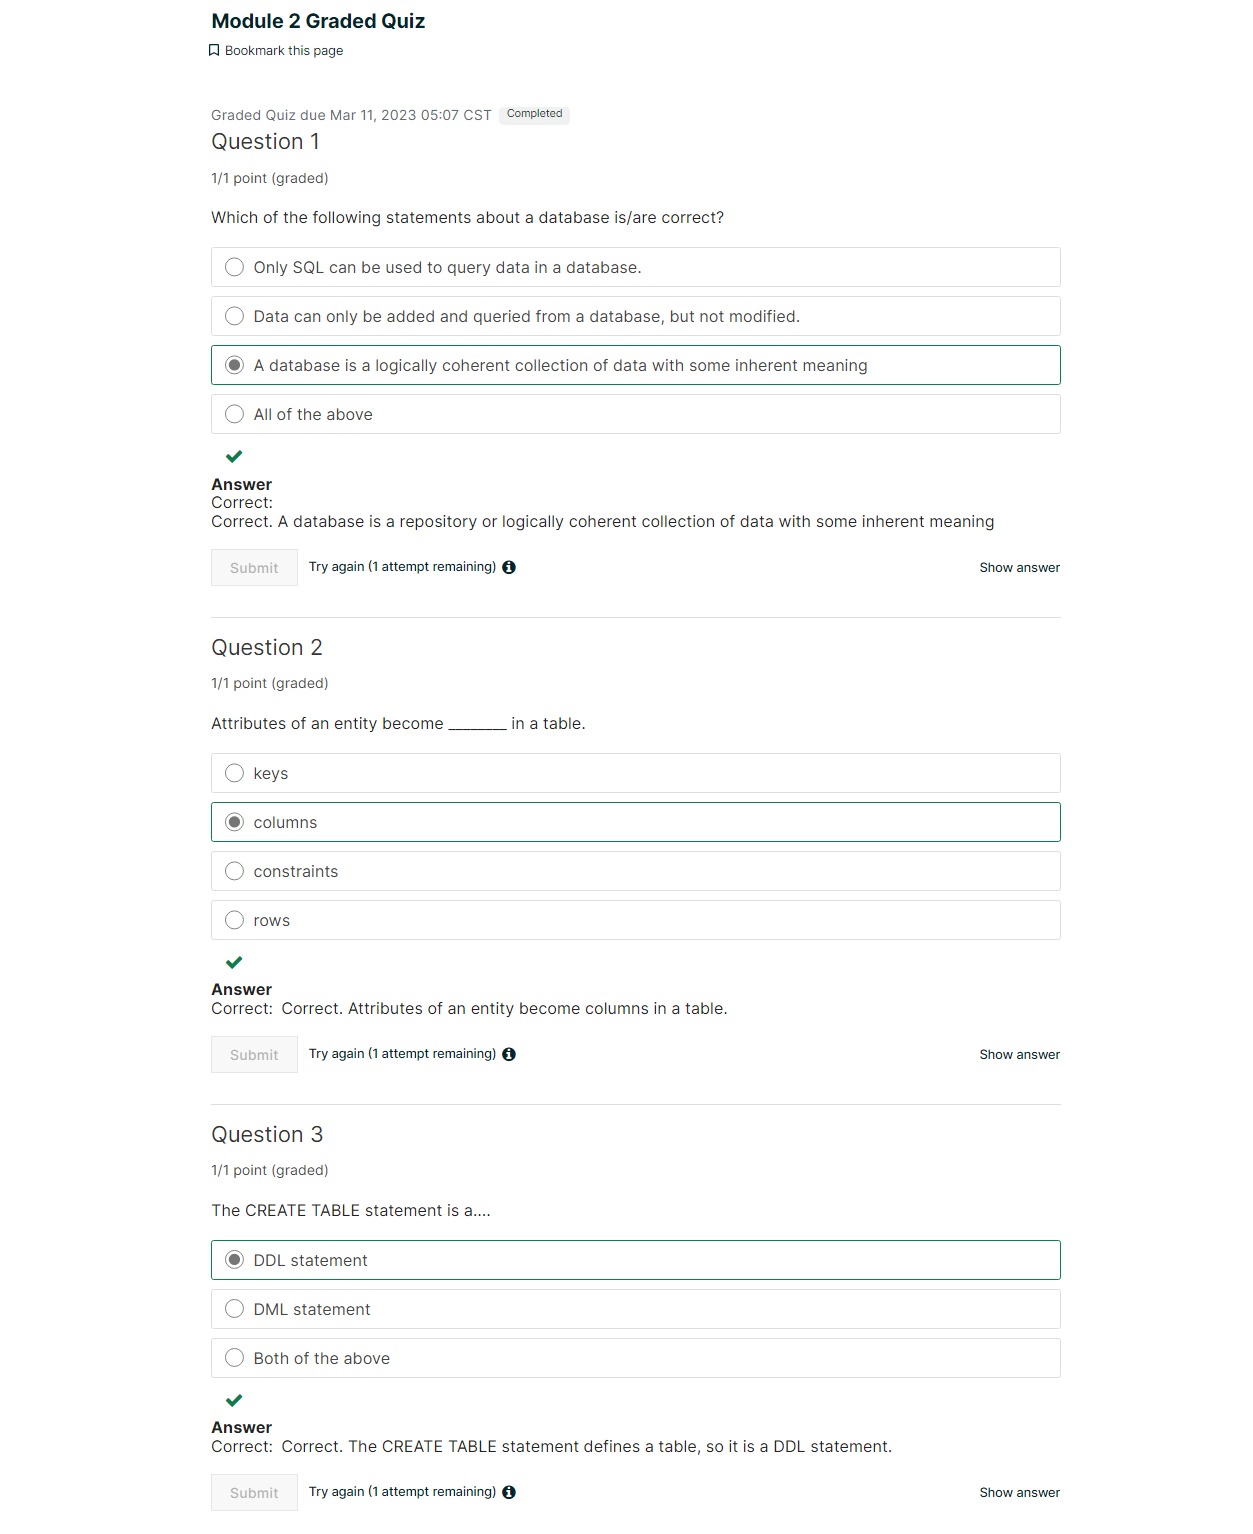 Module 2 Graded Quiz
Bookmark this page
Graded Quiz due Mar 11, 2023 05:07 CST Completed
Question 1
1/1 point (graded)
Which of the following statements about a database is/are correct?
Only SQL can be used to query data in a database.
Data can only be added and queried from a database, but not modified.
A database is a logically coherent collection of data with some inherent meaning
All of the above
Answer
Correct:
Correct. A database is a repository or logically coherent collection of data with some inherent meaning
Submit Try again (1 attempt remaining) Show answer
Question 2
1/1 point (graded)
Attributes of an entity become ________ in a table.
keys
columns
constraints
rows
Answer
Correct: Correct. Attributes of an entity become columns in a table.
Submit Try again (1 attempt remaining) Show answer
Question 3
1/1 point (graded)
The CREATE TABLE statement is a....
DDL statement
DML statement
Both of the above
Answer
Correct: Correct. The CREATE TABLE statement defines a table, so it is a DDL statement.
Submit Try again (1 attempt remaining) Show answer